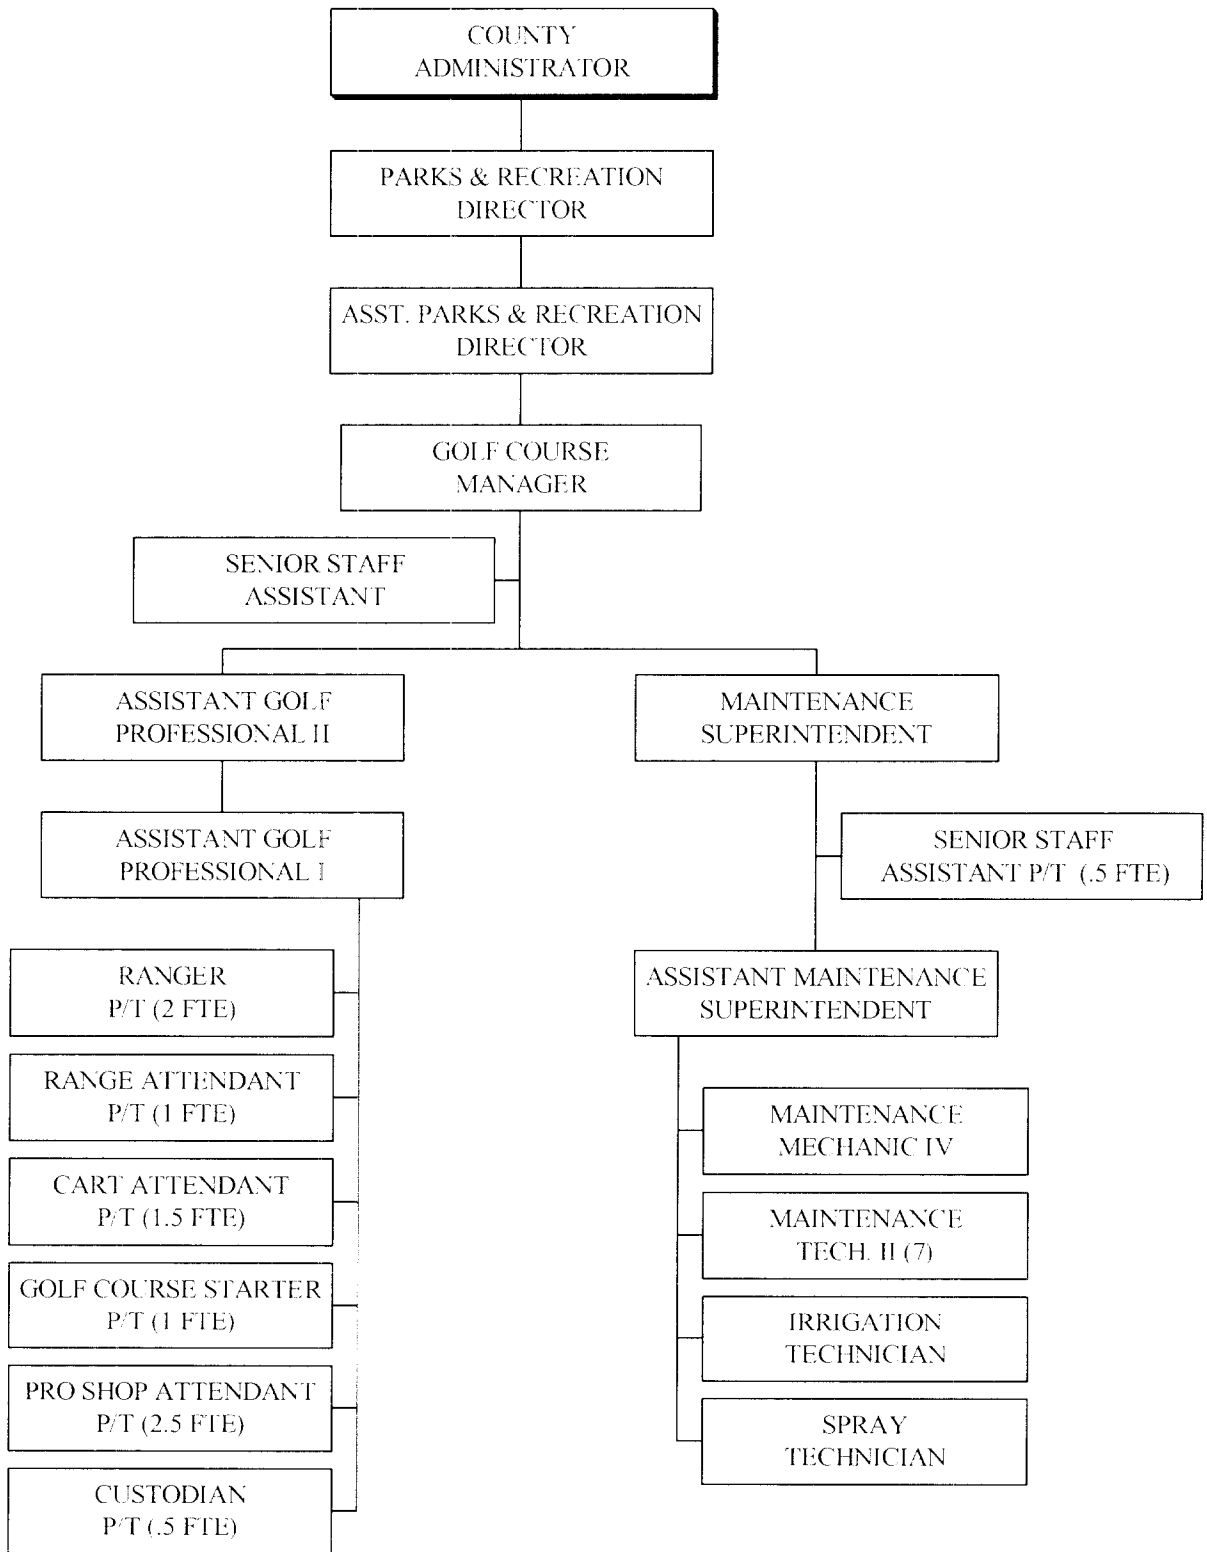 COUNTY
ADMINISTRATOR
PARKS & RECREATION
DIRECTOR
ASST. PARKS & RECREATION
DIRECTOR
GOLF COURSE
MANAGER
SENIOR STAFF
ASSISTANT
ASSISTANT GOLF
PROFESSIONAL II
MAINTENANCE
SUPERINTENDENT
ASSISTANT GOLF
PROFESSIONAL I
SENIOR STAFF
ASSISTANT P/T (.5 FTE)
RANGER
P/T (2 FTE)
RANGE ATTENDANT
P/T (1 FTE)
CART ATTENDANT
P/T (1.5 FTE)
GOLF COURSE STARTER
P/T (1 FTE)
PRO SHOP ATTENDANT
P/T (2.5 FTE)
CUSTODIAN
P/T (.5 FTE)
ASSISTANT MAINTENANCE
SUPERINTENDENT
MAINTENANCE
MECHANIC IV
MAINTENANCE
TECH. II (7)
IRRIGATION
TECHNICIAN
SPRAY
TECHNICIAN